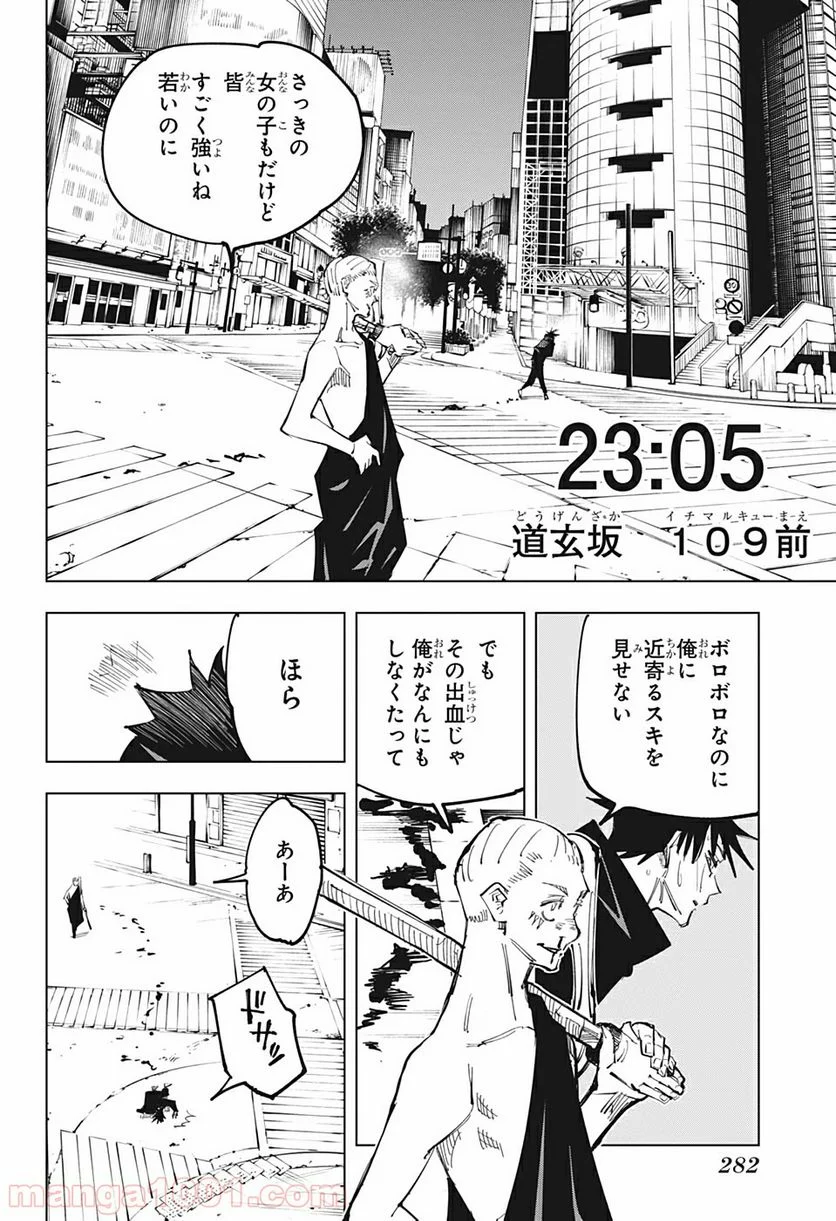 さっきの
女の子もだけど
皆
すごく強いね
若いのに
23:05
道玄坂 109前
ボロボロなのに
俺に
近寄るスキを
見せない
でも
その出血じゃ
俺がなんにも
しなくたって
ほら
あーあ
ドサッ
282
manga1001.com